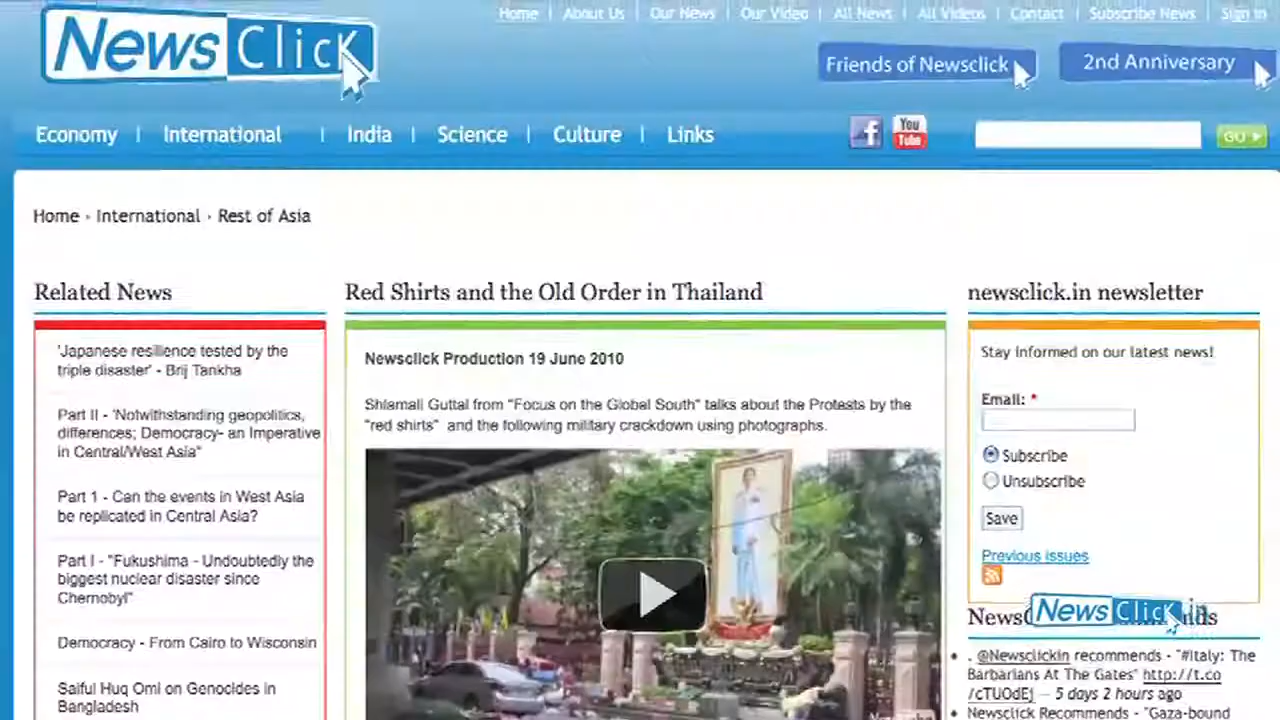 News Click
Home | About Us | Our News | Our Video | All News | All Videos | Contact | Subscribe News | Sign in
Friends of Newsclick
2nd Anniversary
Economy | International | India | Science | Culture | Links
f
You
Tube
GO
Home › International › Rest of Asia
Related News
'Japanese resilience tested by the
triple disaster' - Brij Tankha
Part II - 'Notwithstanding geopolitics,
differences; Democracy- an Imperative
in Central/West Asia"
Part 1 - Can the events in West Asia
be replicated in Central Asia?
Part I - "Fukushima - Undoubtedly the
biggest nuclear disaster since
Chernobyl"
Democracy - From Cairo to Wisconsin
Saiful Huq Omi on Genocides in
Bangladesh
Red Shirts and the Old Order in Thailand
Newsclick Production 19 June 2010
Shlamali Guttal from "Focus on the Global South" talks about the Protests by the
"red shirts" and the following military crackdown using photographs.
newsclick.in newsletter
Stay informed on our latest news!
Email: *
Subscribe
Unsubscribe
Save
Previous issues
News Click.in
. @Newsclickin recommends - "#Italy: The
Barbarians At The Gates" http://t.co
/cTUOdEj — 5 days 2 hours ago
Newsclick Recommends - "Gaza-bound